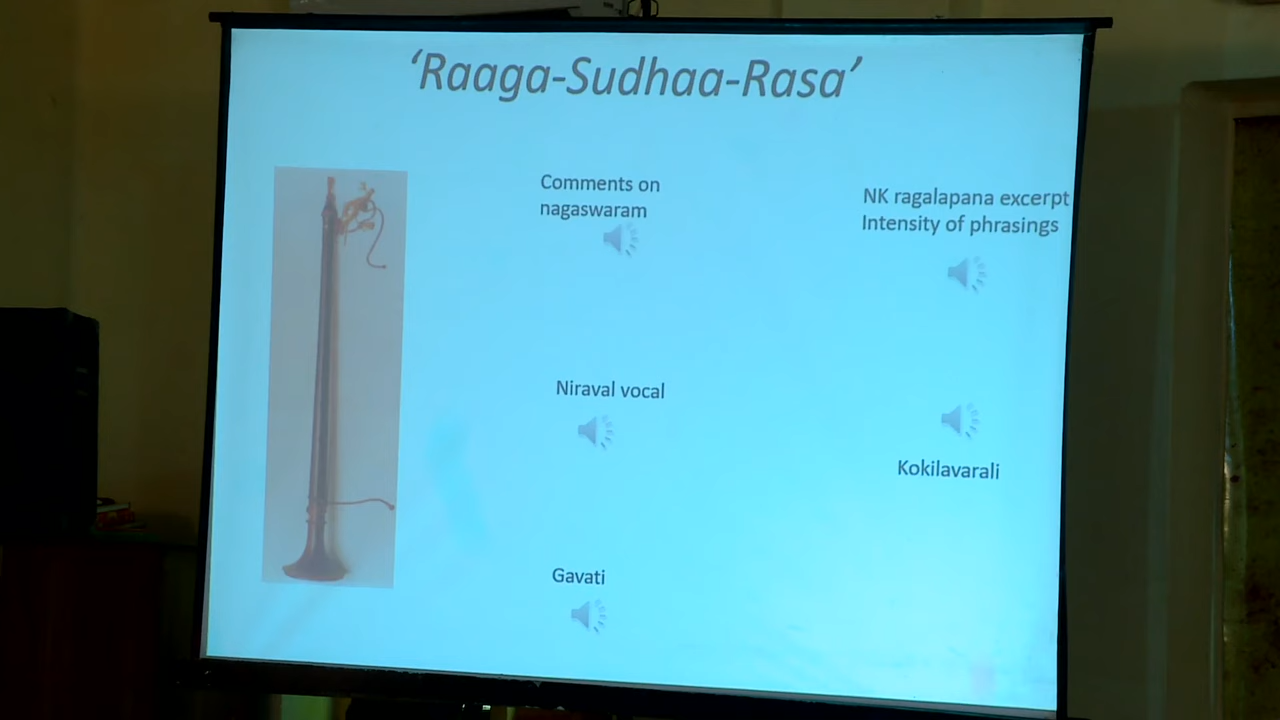 ‘Raaga-Sudhaa-Rasa’
Comments on
nagaswaram
NK ragalapana excerpt
Intensity of phrasings
Niraval vocal
Kokilavarali
Gavati